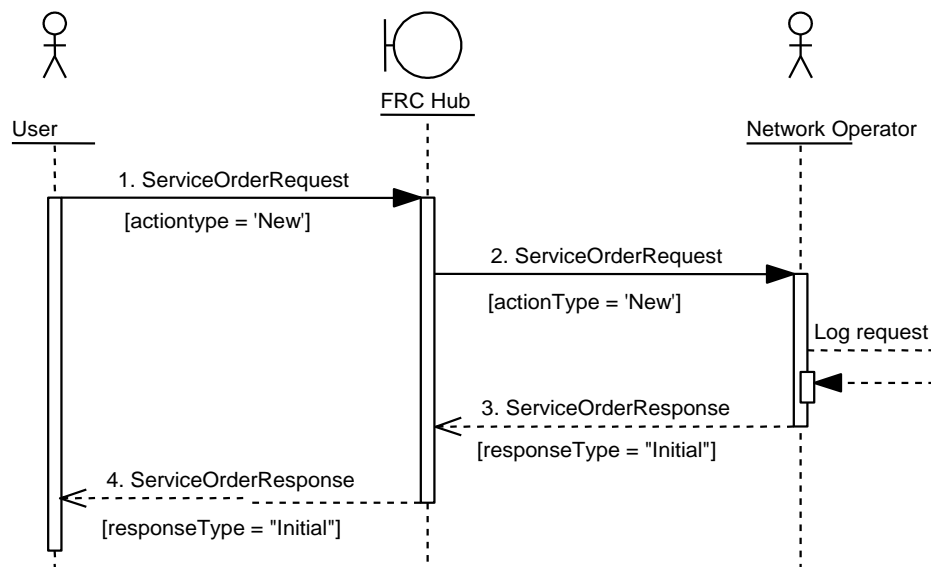 FRC Hub
User
Network Operator
1. ServiceOrderRequest
[actiontype = 'New']
2. ServiceOrderRequest
[actionType = 'New']
Log request
3. ServiceOrderResponse
[responseType = "Initial"]
4. ServiceOrderResponse
[responseType = "Initial"]